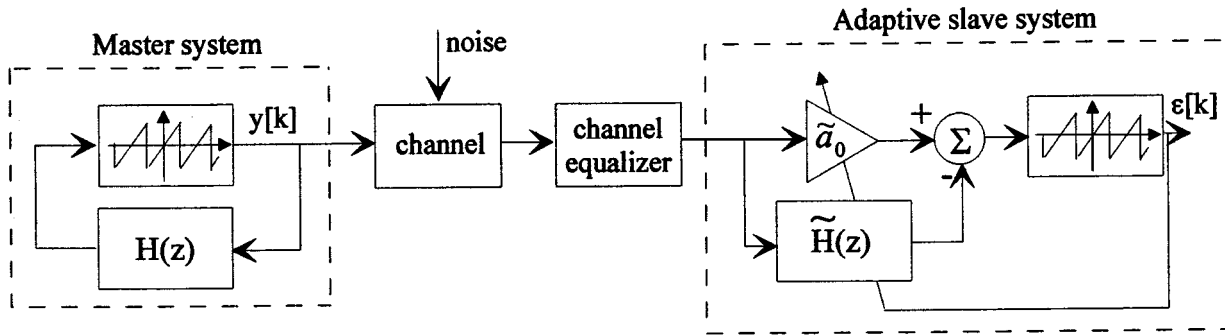 Master system
noise
Adaptive slave system
y[k]
channel
channel
equalizer
ã₀
+
Σ
-
ε[k]
H(z)
H̃(z)